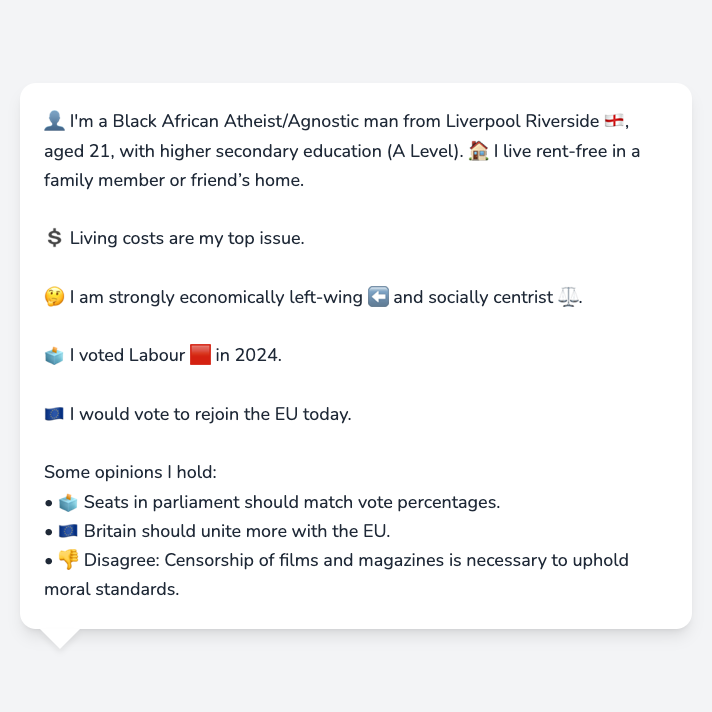 👤 I'm a Black African Atheist/Agnostic man from Liverpool Riverside 🏴󠁧󠁢󠁥󠁮󠁧󠁿,
aged 21, with higher secondary education (A Level). 🏠 I live rent-free in a
family member or friend’s home.
💲 Living costs are my top issue.
🤔 I am strongly economically left-wing ⬅️ and socially centrist ⚖️.
🗳️ I voted Labour 🟥 in 2024.
🇪🇺 I would vote to rejoin the EU today.
Some opinions I hold:
• 🗳️ Seats in parliament should match vote percentages.
• 🇪🇺 Britain should unite more with the EU.
• 👎 Disagree: Censorship of films and magazines is necessary to uphold
moral standards.